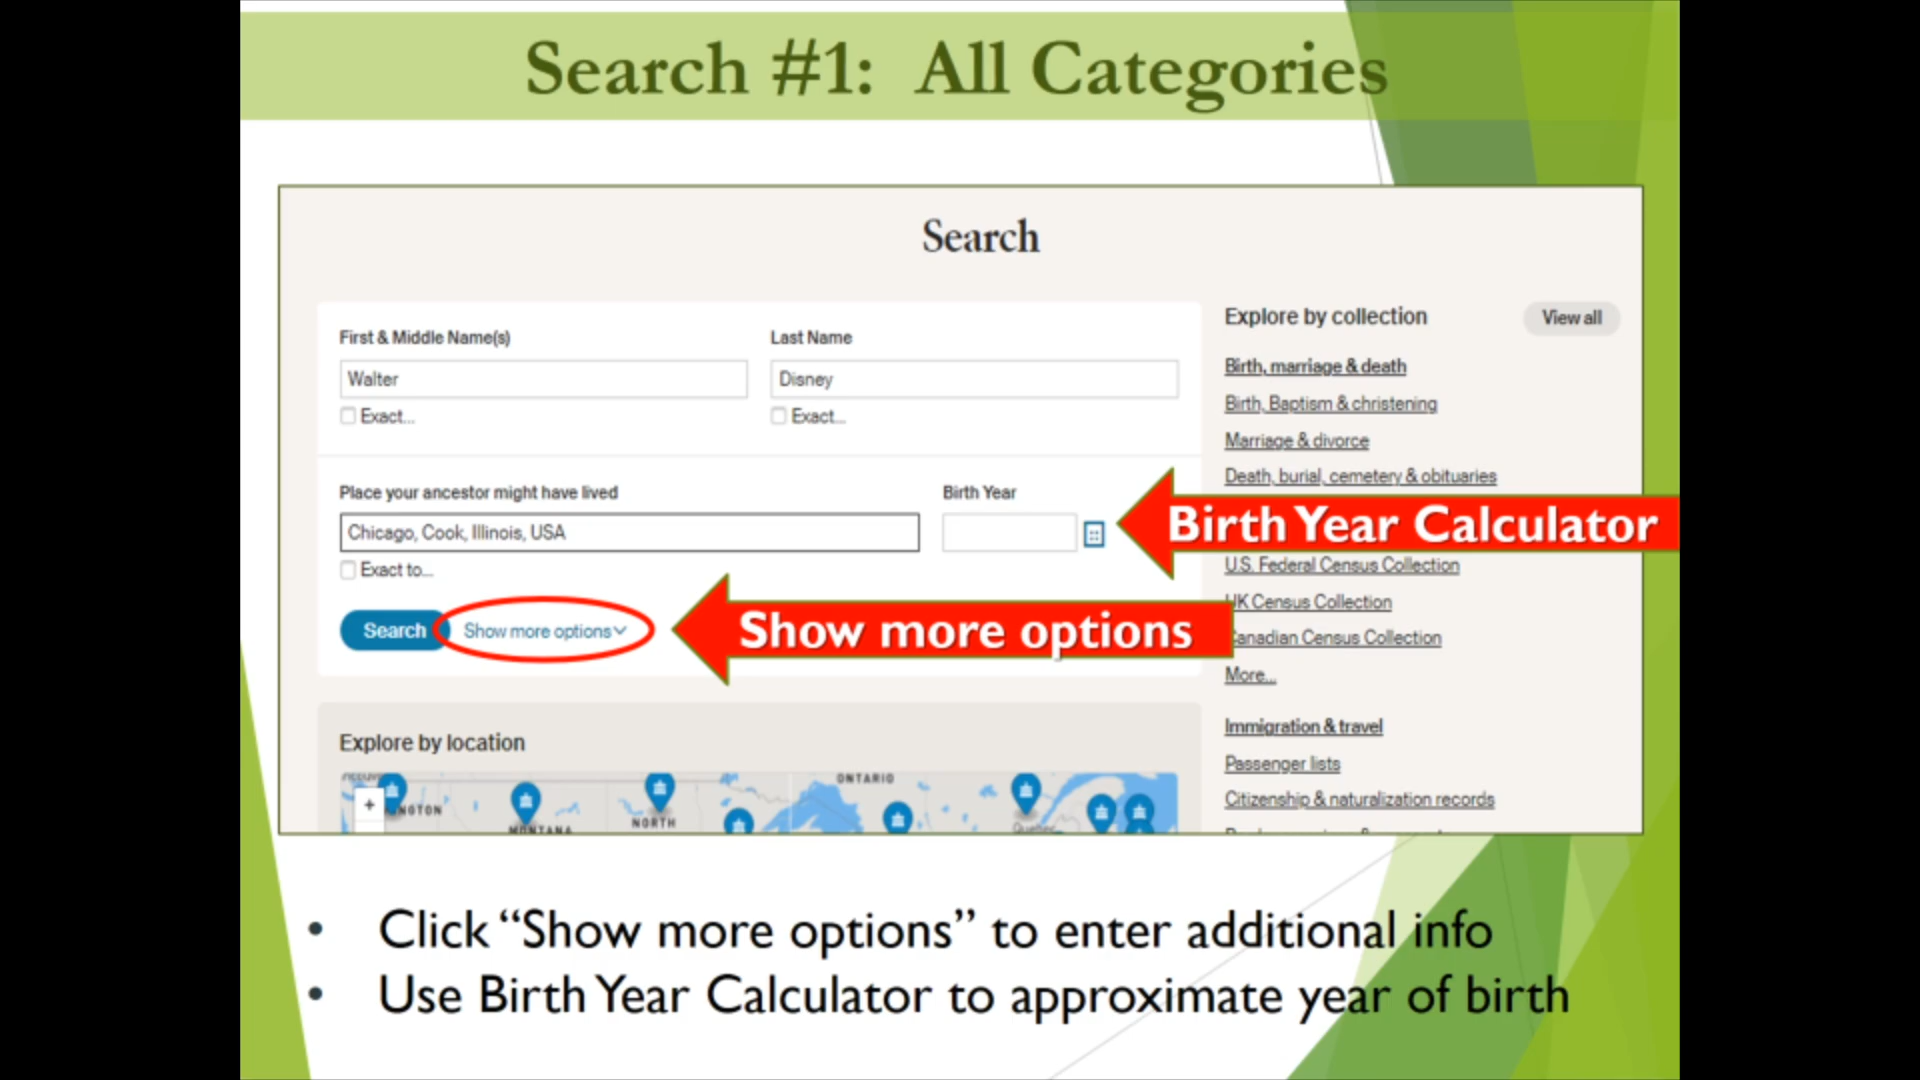 Search #1: All Categories
Search
First & Middle Name(s)
Last Name
Walter
Disney
Exact...
Exact...
Place your ancestor might have lived
Birth Year
Chicago, Cook, Illinois, USA
Exact to...
Search
Show more options
Birth Year Calculator
Show more options
Explore by collection
View all
Birth, marriage & death
Birth, Baptism & christening
Marriage & divorce
Death, burial, cemetery & obituaries
U.S. Federal Census Collection
UK Census Collection
Canadian Census Collection
More...
Immigration & travel
Passenger lists
Citizenship & naturalization records
Explore by location
ONTARIO
+
NGTON
MONTANA
NORTH
Quebec
• Click “Show more options” to enter additional info
• Use Birth Year Calculator to approximate year of birth